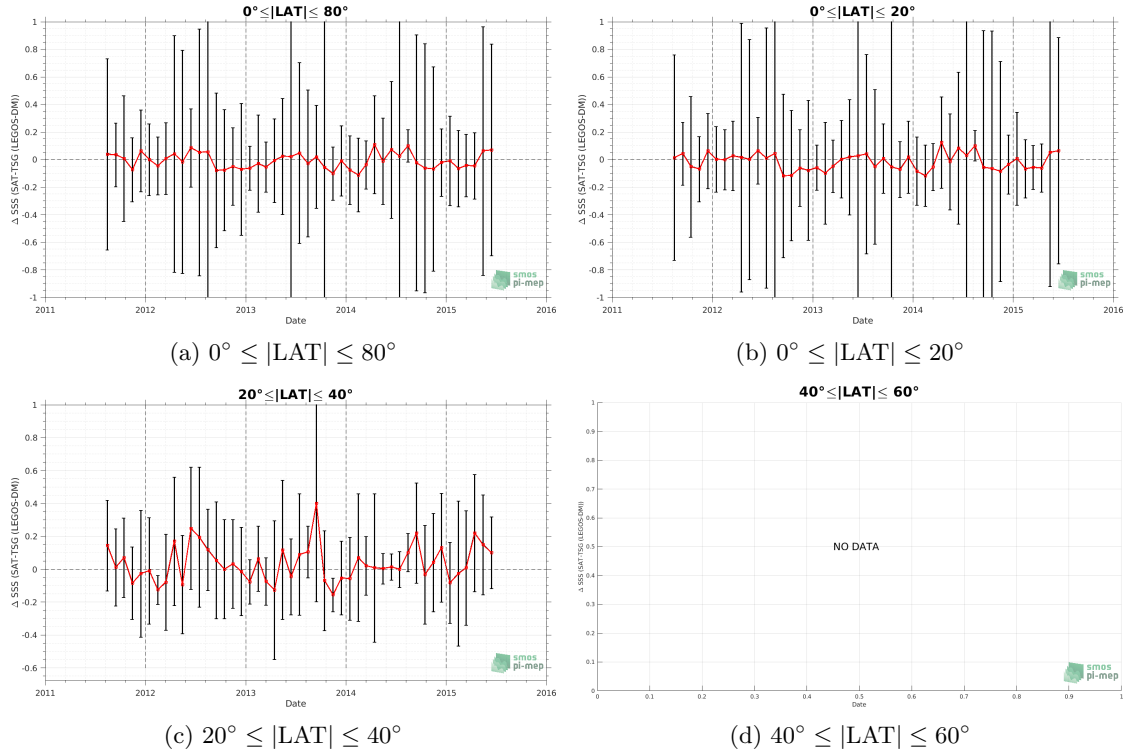 0°≤|LAT|≤ 80°
Δ SSS (SAT-TSG (LEGOS-DM))
1
0.8
0.6
0.4
0.2
0
-0.2
-0.4
-0.6
-0.8
-1
2011 2012 2013 2014 2015 2016
Date
smos
pi-mep
(a) 0° ≤ |LAT| ≤ 80°
0°≤|LAT|≤ 20°
Δ SSS (SAT-TSG (LEGOS-DM))
1
0.8
0.6
0.4
0.2
0
-0.2
-0.4
-0.6
-0.8
-1
2011 2012 2013 2014 2015 2016
Date
smos
pi-mep
(b) 0° ≤ |LAT| ≤ 20°
20°≤|LAT|≤ 40°
Δ SSS (SAT-TSG (LEGOS-DM))
1
0.8
0.6
0.4
0.2
0
-0.2
-0.4
-0.6
2011 2012 2013 2014 2015 2016
Date
smos
pi-mep
(c) 20° ≤ |LAT| ≤ 40°
40°≤|LAT|≤ 60°
Δ SSS (SAT-TSG (LEGOS-DM))
1
0.9
0.8
0.7
0.6
0.5
0.4
0.3
0.2
0.1
0
NO DATA
0 0.1 0.2 0.3 0.4 0.5 0.6 0.7 0.8 0.9 1
Date
smos
pi-mep
(d) 40° ≤ |LAT| ≤ 60°